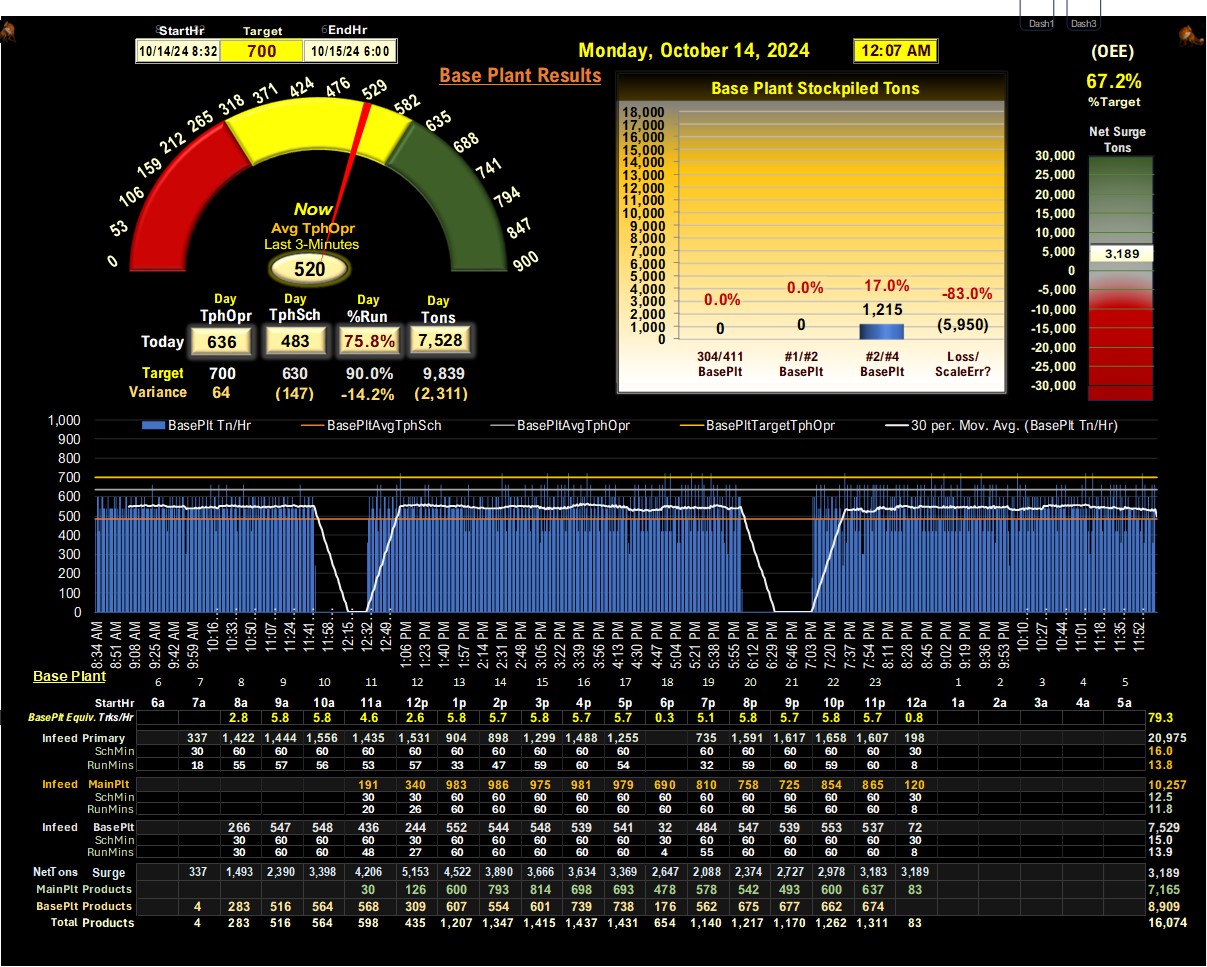 Dash1 Dash3
StartHr Target EndHr
10/14/24 8:32 700 10/15/24 6:00
Monday, October 14, 2024 12:07 AM
(OEE)
67.2%
%Target
Base Plant Results
Net Surge
Tons
0 53 106 159 212 265 318 371 424 476 529 582 635 688 741 794 847 900
Now
Avg TphOpr
Last 3-Minutes
520
Day Day Day Day
TphOpr TphSch %Run Tons
Today 636 483 75.8% 7,528
Target 700 630 90.0% 9,839
Variance 64 (147) -14.2% (2,311)
Base Plant Stockpiled Tons
18,000
17,000
16,000
15,000
14,000
13,000
12,000
11,000
10,000
9,000
8,000
7,000
6,000
5,000
4,000
3,000
2,000
1,000
0
0.0% 0.0% 17.0% -83.0%
0 0 1,215 (5,950)
304/411 #1/#2 #2/#4 Loss/
BasePlt BasePlt BasePlt ScaleErr?
30,000
25,000
20,000
15,000
10,000
5,000
3,189
0
-5,000
-10,000
-15,000
-20,000
-25,000
-30,000
BasePlt Tn/Hr BasePltAvgTphSch BasePltAvgTphOpr BasePltTargetTphOpr 30 per. Mov. Avg. (BasePlt Tn/Hr)
1,000
900
800
700
600
500
400
300
200
100
0
8:34 AM 8:51 AM 9:08 AM 9:25 AM 9:42 AM 9:59 AM 10:16... 10:33... 10:50... 11:07... 11:24... 11:41... 11:58... 12:15... 12:32... 12:49... 1:06 PM 1:23 PM 1:40 PM 1:57 PM 2:14 PM 2:31 PM 2:48 PM 3:05 PM 3:22 PM 3:39 PM 3:56 PM 4:13 PM 4:30 PM 4:47 PM 5:04 PM 5:21 PM 5:38 PM 5:55 PM 6:12 PM 6:29 PM 6:46 PM 7:03 PM 7:20 PM 7:37 PM 7:54 PM 8:11 PM 8:28 PM 8:45 PM 9:02 PM 9:19 PM 9:36 PM 9:53 PM 10:10... 10:27... 10:44... 11:01... 11:18... 11:35... 11:52...
Base Plant
6 7 8 9 10 11 12 13 14 15 16 17 18 19 20 21 22 23 1 2 3 4 5
StartHr 6a 7a 8a 9a 10a 11a 12p 1p 2p 3p 4p 5p 6p 7p 8p 9p 10p 11p 12a 1a 2a 3a 4a 5a
BasePlt Equiv. Trks/Hr 2.8 5.8 5.8 4.6 2.6 5.8 5.7 5.8 5.7 5.7 0.3 5.1 5.8 5.7 5.8 5.7 0.8 79.3
Infeed Primary 337 1,422 1,444 1,556 1,435 1,531 904 898 1,299 1,488 1,255 735 1,591 1,617 1,658 1,607 198 20,975
SchMin 30 60 60 60 60 60 60 60 60 60 60 60 60 60 60 60 30 16.0
RunMins 18 55 57 56 53 57 33 47 59 60 54 32 59 60 59 60 8 13.8
Infeed MainPlt 191 340 983 986 975 981 979 690 810 758 725 854 865 120 10,257
SchMin 30 30 60 60 60 60 60 60 60 60 60 60 60 30 12.5
RunMins 20 26 60 60 60 60 60 60 60 60 56 60 60 8 11.8
Infeed BasePlt 266 547 548 436 244 552 544 548 539 541 32 484 547 539 553 537 72 7,529
SchMin 30 60 60 60 30 60 60 60 60 60 30 60 60 60 60 60 30 15.0
RunMins 30 60 60 48 27 60 60 60 60 60 4 55 60 60 60 60 8 13.9
NetTons Surge 337 1,493 2,390 3,398 4,206 5,153 4,522 3,890 3,666 3,634 3,369 2,647 2,088 2,374 2,727 2,978 3,183 3,189 3,189
MainPlt Products 30 126 600 793 814 698 693 478 578 542 493 600 637 83 7,165
BasePlt Products 4 283 516 564 568 309 607 554 601 739 738 176 562 675 677 662 674 8,909
Total Products 4 283 516 564 598 435 1,207 1,347 1,415 1,437 1,431 654 1,140 1,217 1,170 1,262 1,311 83 16,074